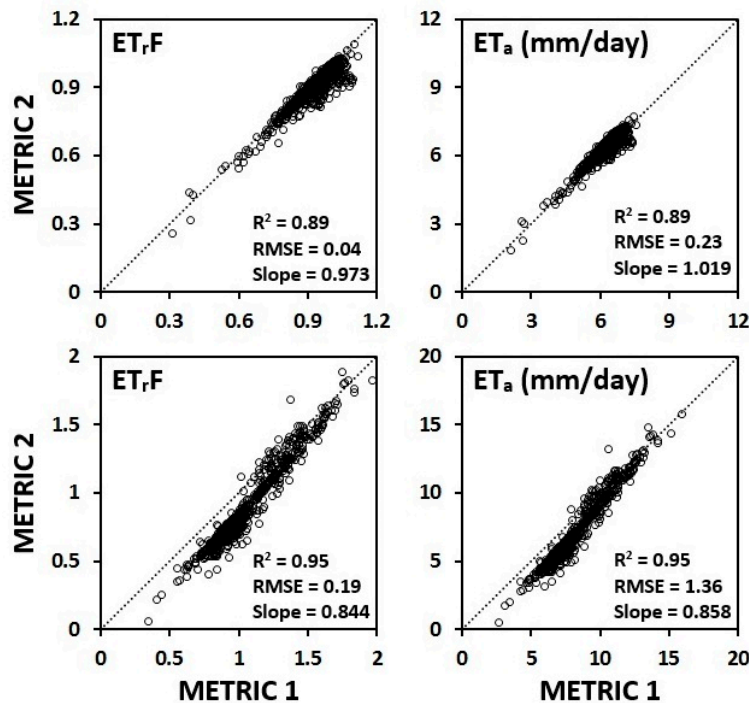 ETᵣF
METRIC 2
1.2
0.9
0.6
0.3
0
R² = 0.89
RMSE = 0.04
Slope = 0.973
0 0.3 0.6 0.9 1.2
ETₐ (mm/day)
12
9
6
3
0
R² = 0.89
RMSE = 0.23
Slope = 1.019
0 3 6 9 12
ETᵣF
METRIC 2
2
1.5
1
0.5
0
R² = 0.95
RMSE = 0.19
Slope = 0.844
0 0.5 1 1.5 2
METRIC 1
ETₐ (mm/day)
20
15
10
5
0
R² = 0.95
RMSE = 1.36
Slope = 0.858
0 5 10 15 20
METRIC 1